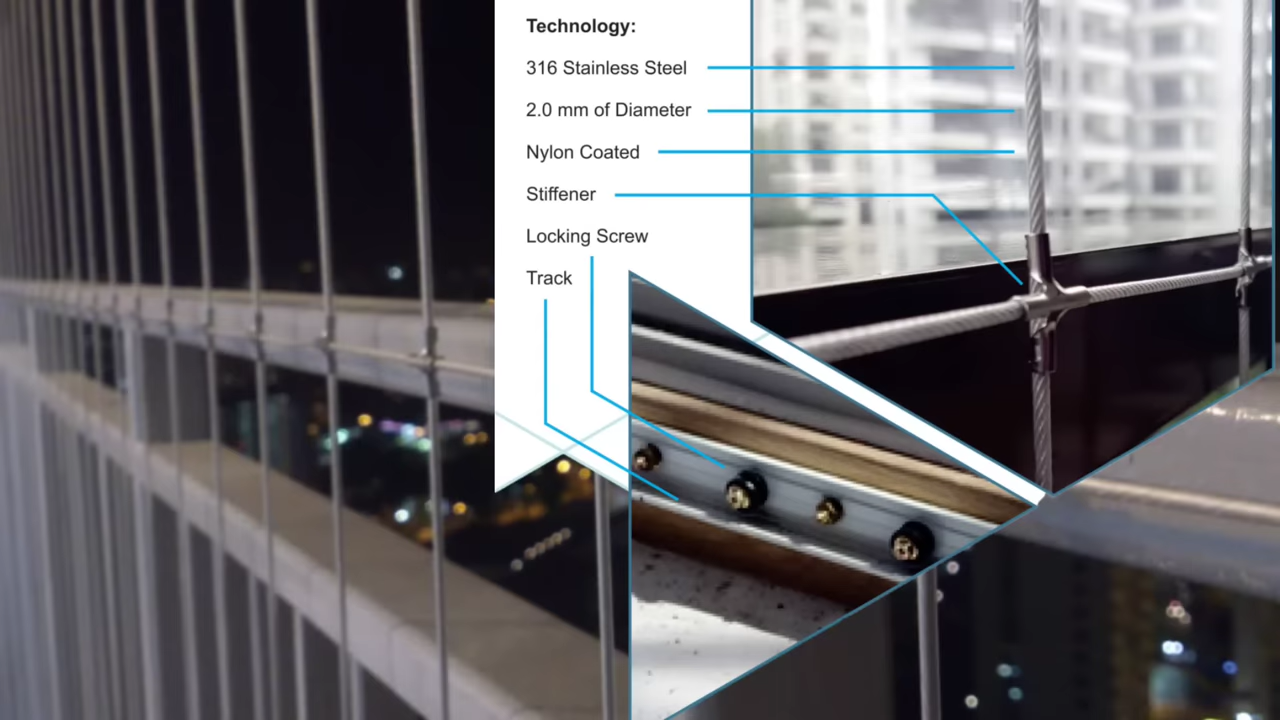 Technology:
316 Stainless Steel
2.0 mm of Diameter
Nylon Coated
Stiffener
Locking Screw
Track